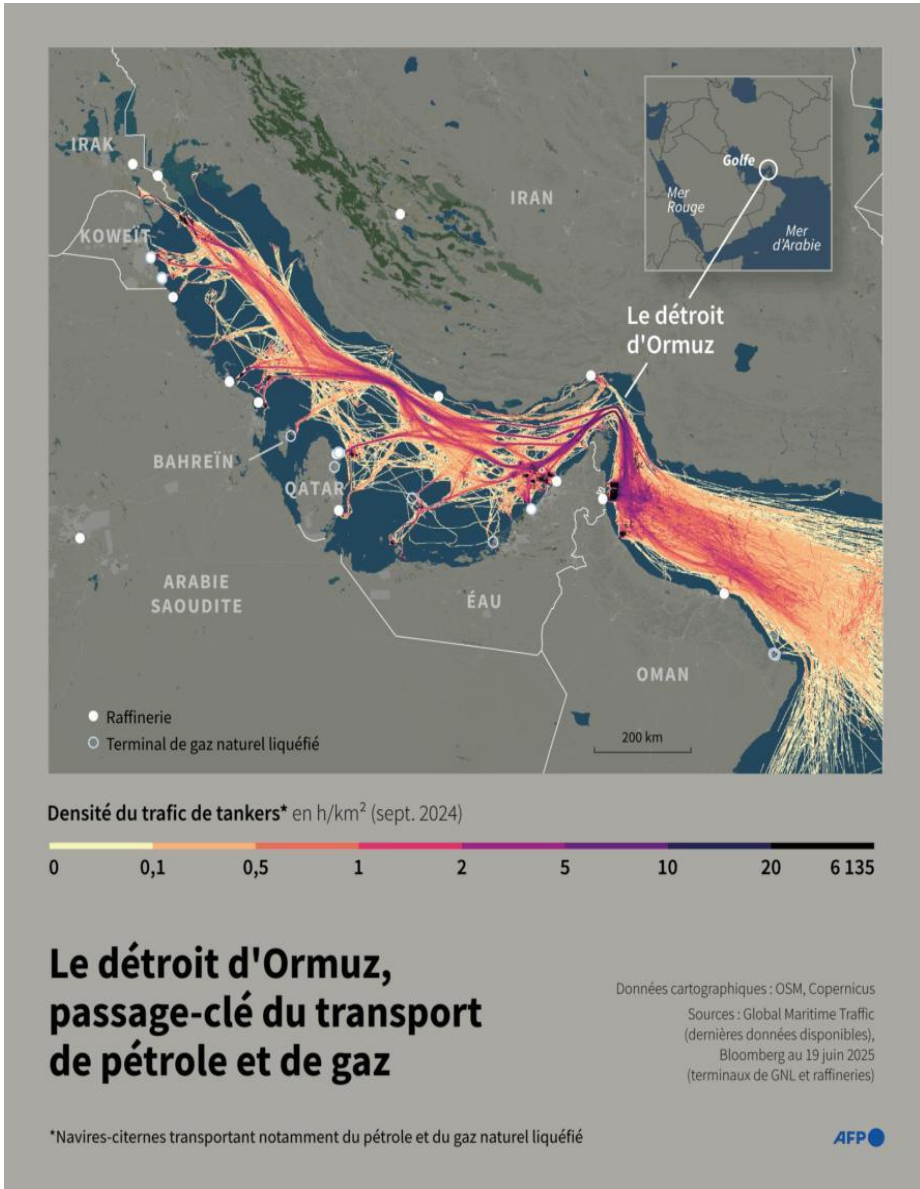 IRAK
IRAN
KOWEÏT
Golfe
Mer
Rouge
Mer
d'Arabie
Le détroit
d'Ormuz
BAHREÏN
QATAR
ARABIE
SAOUDITE
ÉAU
OMAN
Raffinerie
Terminal de gaz naturel liquéfié
200 km
Densité du trafic de tankers* en h/km² (sept. 2024)
0 0,1 0,5 1 2 5 10 20 6 135
Le détroit d'Ormuz,
passage-clé du transport
de pétrole et de gaz
Données cartographiques : OSM, Copernicus
Sources : Global Maritime Traffic
(dernières données disponibles),
Bloomberg au 19 juin 2025
(terminaux de GNL et raffineries)
*Navires-citernes transportant notamment du pétrole et du gaz naturel liquéfié
AFP